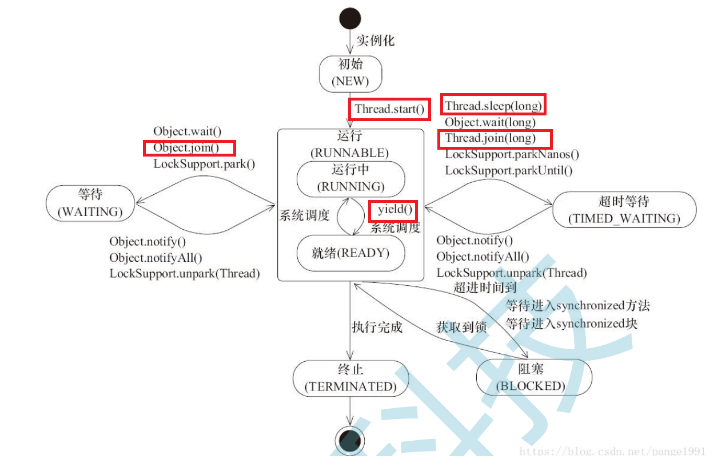 实例化
初始
(NEW)
Thread.start()
Thread.sleep(long)
Object.wait(long)
Thread.join(long)
LockSupport.parkNanos()
LockSupport.parkUntil()
Object.wait()
Object.join()
LockSupport.park()
运行
(RUNNABLE)
运行中
(RUNNING)
等待
(WAITING)
超时等待
(TIMED_WAITING)
yield()
系统调度
系统调度
就绪(READY)
Object.notify()
Object.notifyAll()
LockSupport.unpark(Thread)
Object.notify()
Object.notifyAll()
LockSupport.unpark(Thread)
超进时间到
等待进入synchronized方法
等待进入synchronized块
执行完成
获取到锁
终止
(TERMINATED)
阻塞
(BLOCKED)
科技
https://blog.csdn.net/pange1991